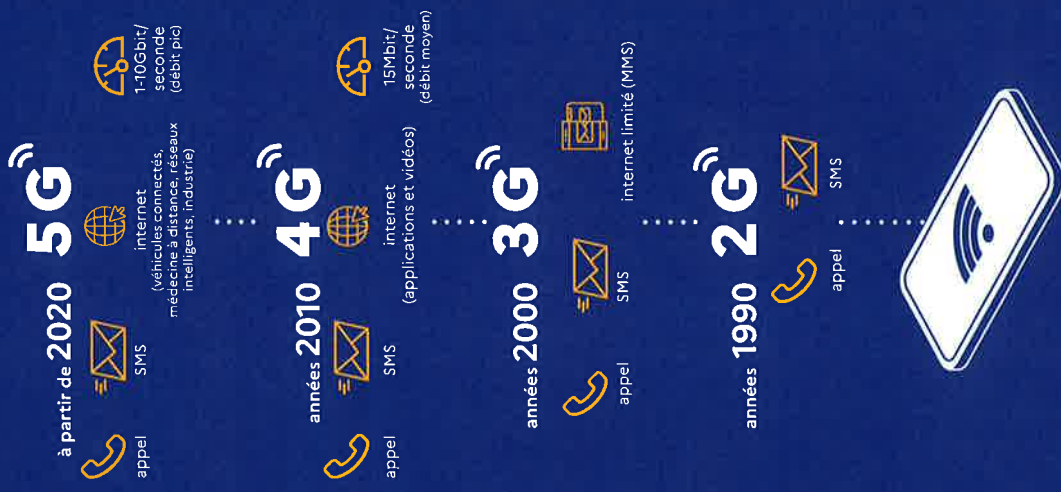 à partir de 2020 5G
appel
SMS
internet
(véhicules connectés,
médecine à distance, réseaux
intelligents, industrie)
1-10Gbit/
seconde
(débit pic)
années 2010 4G
appel
SMS
internet
(applications et vidéos)
15Mbit/
seconde
(débit moyen)
années 2000 3G
appel
SMS
internet limité (MMS)
années 1990 2G
appel
SMS